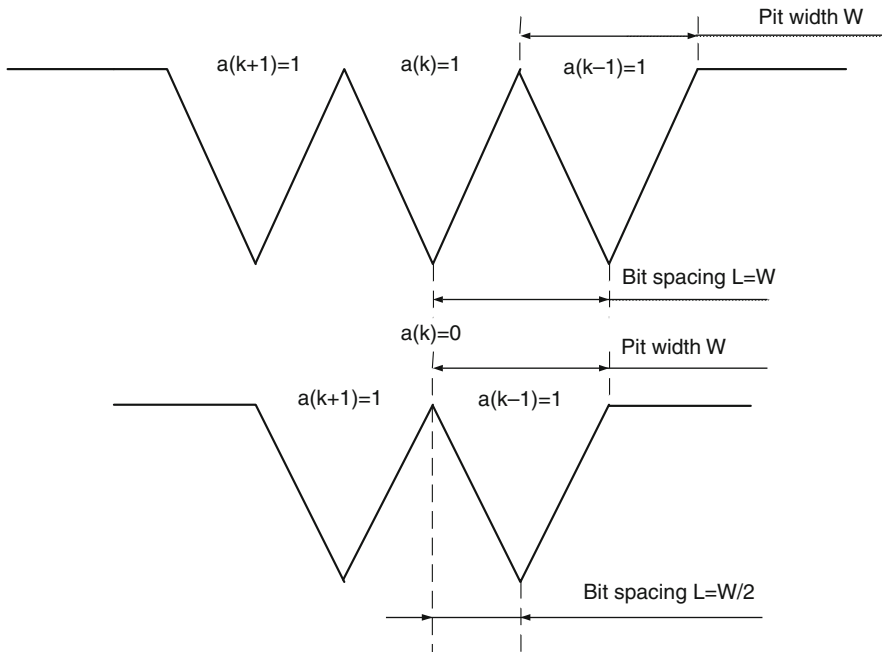 Pit width W
a(k+1)=1
a(k)=1
a(k–1)=1
Bit spacing L=W
a(k)=0
Pit width W
a(k+1)=1
a(k–1)=1
Bit spacing L=W/2